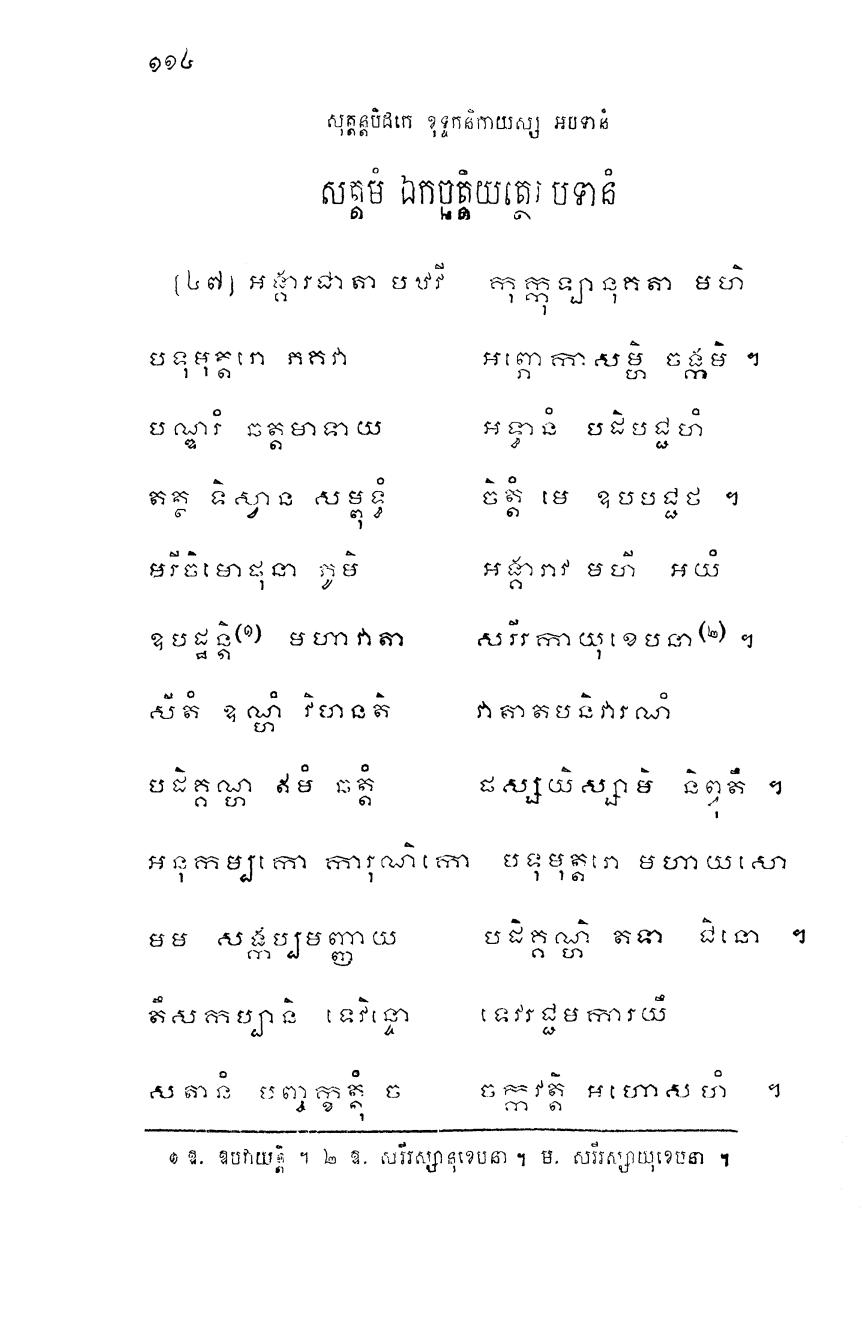 ១១៤
សុត្តន្តបិដកេ ខុទ្ទកនិកាយស្ស អបទានំ
សត្តមំ ឯកច្ឆត្តិយត្ថេរ បទានំ
[៤៧] អង្គារជាតា បឋវី កុក្កុឡានុគតា មហិ
បទុមុត្តរោ ភគវា អព្ភោកាសម្ហិ ចង្កមិ ។
បណ្ឌរំ ឆត្តមាទាយ អទ្ធានំ បដិបជ្ជហំ
តត្ថ ទិស្វាន សម្ពុទ្ធំ ចិត្តំ មេ ឧបបជ្ជថ ។
មរីចិមោផុនា ភូមិ អង្គារាវ មហី អយំ
ឧបដ្ឋន្តិ(១) មហាវាតា សរីរកាយុខេបនា(២) ។
សីតំ ឧណ្ហំ វិហនតិ វាតាតបនិវារណំ
បដិគ្គណ្ហ ឥមំ ឆត្តំ ផស្សយិស្សាមិ និព្វុតឹ ។
អនុកម្បកោ ការុណិកោ បទុមុត្តរោ មហាយសោ
មម សង្កប្បមញ្ញាយ បដិគ្គណ្ហិ តទា ជិនោ ។
តឹសកប្បានិ ទេវិន្ទោ ទេវរជ្ជមការយឹ
សតានំ បញ្ចក្ខត្តុំ ច ចក្កវត្តិ អហោសហំ ។
១ ឱ. ឧបវាយន្តិ ។ ២ ឱ. សរីរស្សានុខេបនា ។ ម. សរីរស្សាយុខេបនា ។